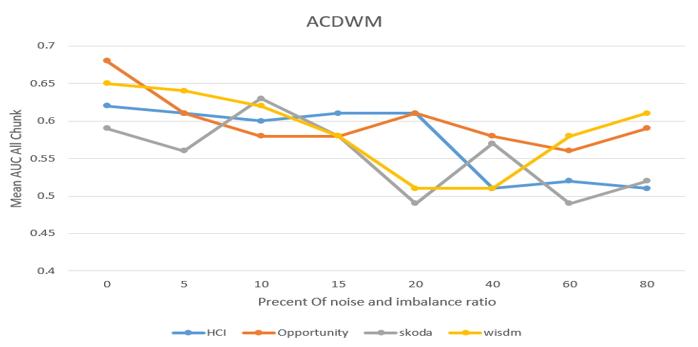 ACDWM
0.7
0.65
0.6
0.55
0.5
0.45
0.4
Mean AUC All Chunk
0 5 10 15 20 40 60 80
Percent Of noise and imbalance ratio
HCI Opportunity skoda wisdm